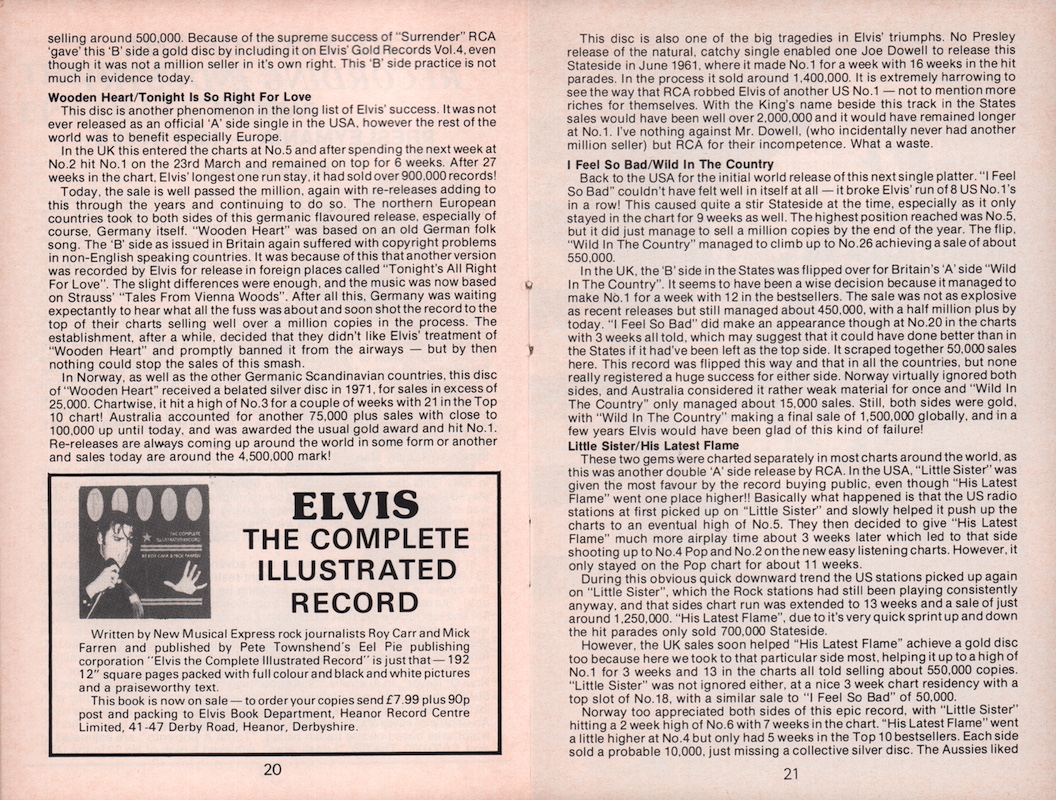 selling around 500,000. Because of the supreme success of "Surrender" RCA
'gave' this 'B' side a gold disc by including it on Elvis' Gold Records Vol.4, even
though it was not a million seller in it's own right. This 'B' side practice is not
much in evidence today.
Wooden Heart/Tonight Is So Right For Love
This disc is another phenomenon in the long list of Elvis' success. It was not
ever released as an official 'A' side single in the USA, however the rest of the
world was to benefit especially Europe.
In the UK this entered the charts at No.5 and after spending the next week at
No.2 hit No.1 on the 23rd March and remained on top for 6 weeks. After 27
weeks in the chart, Elvis' longest one run stay, it had sold over 900,000 records!
Today, the sale is well passed the million, again with re-releases adding to
this through the years and continuing to do so. The northern European
countries took to both sides of this germanic flavoured release, especially of
course, Germany itself. "Wooden Heart" was based on an old German folk
song. The 'B' side as issued in Britain again suffered with copyright problems
in non-English speaking countries. It was because of this that another version
was recorded by Elvis for release in foreign places called "Tonight's All Right
For Love". The slight differences were enough, and the music was now based
on Strauss' "Tales From Vienna Woods". After all this, Germany was waiting
expectantly to hear what all the fuss was about and soon shot the record to the
top of their charts selling well over a million copies in the process. The
establishment, after a while, decided that they didn't like Elvis' treatment of
"Wooden Heart" and promptly banned it from the airways — but by then
nothing could stop the sales of this smash.
In Norway, as well as the other Germanic Scandinavian countries, this disc
of "Wooden Heart" received a belated silver disc in 1971, for sales in excess of
25,000. Chartwise, it hit a high of No.3 for a couple of weeks with 21 in the Top
10 chart! Australia accounted for another 75,000 plus sales with close to
100,000 up until today, and was awarded the usual gold award and hit No.1.
Re-releases are always coming up around the world in some form or another
and sales today are around the 4,500,000 mark!
THE COMPLETE
ILLUSTRATED RECORD
BY ROY CARR & MICK FARREN
ELVIS
THE COMPLETE
ILLUSTRATED
RECORD
Written by New Musical Express rock journalists Roy Carr and Mick
Farren and published by Pete Townshend's Eel Pie publishing
corporation "Elvis the Complete Illustrated Record" is just that — 192
12" square pages packed with full colour and black and white pictures
and a praiseworthy text.
This book is now on sale — to order your copies send £7.99 plus 90p
post and packing to Elvis Book Department, Heanor Record Centre
Limited, 41-47 Derby Road, Heanor, Derbyshire.
20
This disc is also one of the big tragedies in Elvis' triumphs. No Presley
release of the natural, catchy single enabled one Joe Dowell to release this
Stateside in June 1961, where it made No.1 for a week with 16 weeks in the hit
parades. In the process it sold around 1,400,000. It is extremely harrowing to
see the way that RCA robbed Elvis of another US No.1 — not to mention more
riches for themselves. With the King's name beside this track in the States
sales would have been well over 2,000,000 and it would have remained longer
at No.1. I've nothing against Mr. Dowell, (who incidentally never had another
million seller) but RCA for their incompetence. What a waste.
I Feel So Bad/Wild In The Country
Back to the USA for the initial world release of this next single platter. "I Feel
So Bad" couldn't have felt well in itself at all — it broke Elvis' run of 8 US No.1's
in a row! This caused quite a stir Stateside at the time, especially as it only
stayed in the chart for 9 weeks as well. The highest position reached was No.5,
but it did just manage to sell a million copies by the end of the year. The flip,
"Wild In The Country" managed to climb up to No.26 achieving a sale of about
550,000.
In the UK, the 'B' side in the States was flipped over for Britain's 'A' side "Wild
In The Country". It seems to have been a wise decision because it managed to
make No.1 for a week with 12 in the bestsellers. The sale was not as explosive
as recent releases but still managed about 450,000, with a half million plus by
today. "I Feel So Bad" did make an appearance though at No.20 in the charts
with 3 weeks all told, which may suggest that it could have done better than in
the States if it had've been left as the top side. It scraped together 50,000 sales
here. This record was flipped this way and that in all the countries, but none
really registered a huge success for either side. Norway virtually ignored both
sides, and Australia considered it rather weak material for once and "Wild In
The Country" only managed about 15,000 sales. Still, both sides were gold,
with "Wild In The Country" making a final sale of 1,500,000 globally, and in a
few years Elvis would have been glad of this kind of failure!
Little Sister/His Latest Flame
These two gems were charted separately in most charts around the world, as
this was another double 'A' side release by RCA. In the USA, "Little Sister" was
given the most favour by the record buying public, even though "His Latest
Flame" went one place higher!! Basically what happened is that the US radio
stations at first picked up on "Little Sister" and slowly helped it push up the
charts to an eventual high of No.5. They then decided to give "His Latest
Flame" much more airplay time about 3 weeks later which led to that side
shooting up to No.4 Pop and No.2 on the new easy listening charts. However, it
only stayed on the Pop chart for about 11 weeks.
During this obvious quick downward trend the US stations picked up again
on "Little Sister", which the Rock stations had still been playing consistently
anyway, and that sides chart run was extended to 13 weeks and a sale of just
around 1,250,000. "His Latest Flame", due to it's very quick sprint up and down
the hit parades only sold 700,000 Stateside.
However, the UK sales soon helped "His Latest Flame" achieve a gold disc
too because here we took to that particular side most, helping it up to a high of
No.1 for 3 weeks and 13 in the charts all told selling about 550,000 copies.
"Little Sister" was not ignored either, at a nice 3 week chart residency with a
top slot of No.18, with a similar sale to "I Feel So Bad" of 50,000.
Norway too appreciated both sides of this epic record, with "Little Sister"
hitting a 2 week high of No.6 with 7 weeks in the chart. "His Latest Flame" went
a little higher at No.4 but only had 5 weeks in the Top 10 bestsellers. Each side
sold a probable 10,000, just missing a collective silver disc. The Aussies liked
21